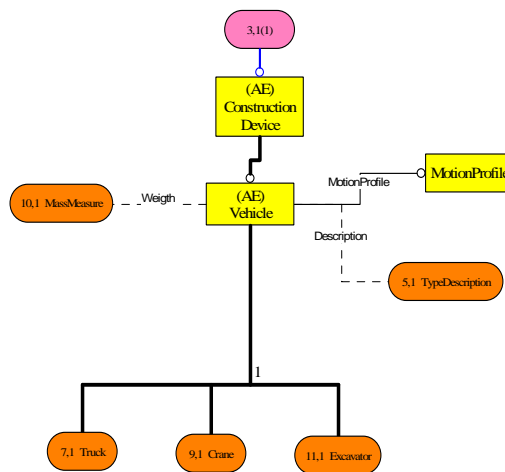 3,1(1)
(AE)
Construction
Device
MotionProfile
MotionProfile
10,1 MassMeasure
Weigth
(AE)
Vehicle
Description
5,1 TypeDescription
1
7,1 Truck
9,1 Crane
11,1 Excavator